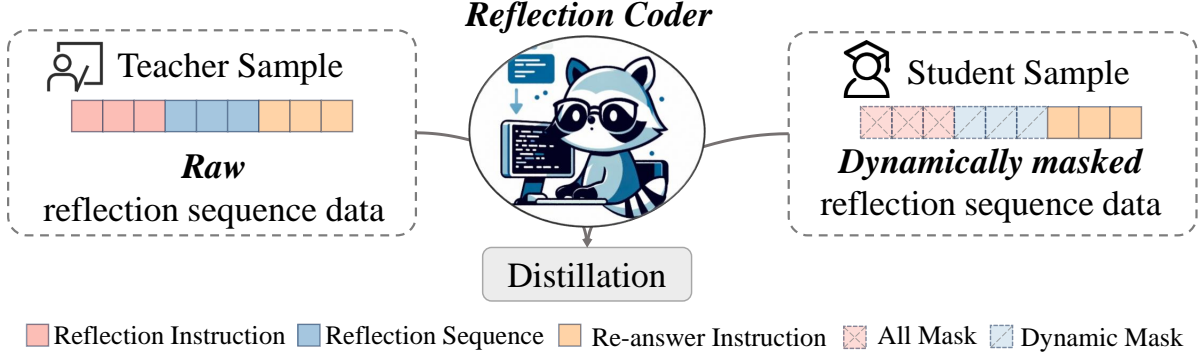 Reflection Coder
Teacher Sample
Raw
reflection sequence data
Student Sample
Dynamically masked
reflection sequence data
Distillation
Reflection Instruction
Reflection Sequence
Re-answer Instruction
All Mask
Dynamic Mask